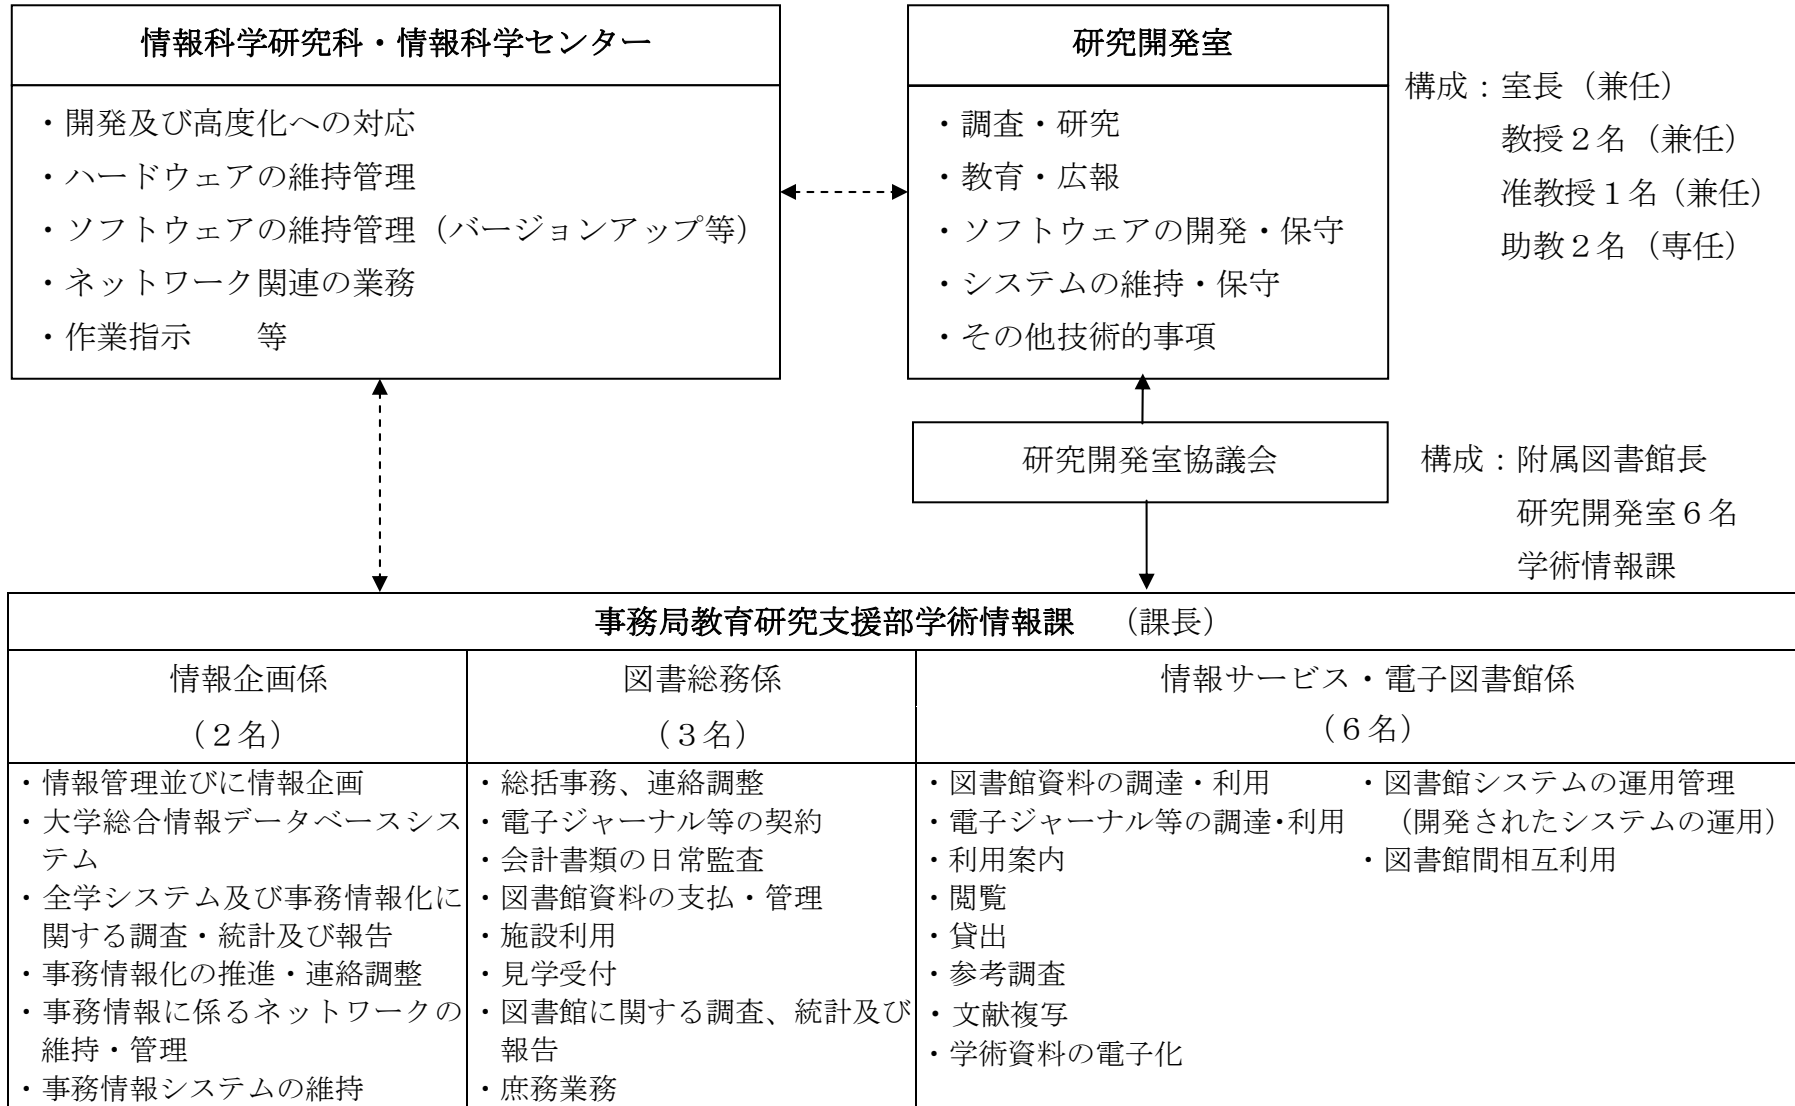 情報科学研究科・情報科学センター
・開発及び高度化への対応
・ハードウェアの維持管理
・ソフトウェアの維持管理（バージョンアップ等）
・ネットワーク関連の業務
・作業指示　　等
研究開発室
・調査・研究
・教育・広報
・ソフトウェアの開発・保守
・システムの維持・保守
・その他技術的事項
構成：室長（兼任）
教授２名（兼任）
准教授１名（兼任）
助教２名（専任）
研究開発室協議会
構成：附属図書館長
研究開発室６名
学術情報課
事務局教育研究支援部学術情報課　（課長）
情報企画係
（２名）
・情報管理並びに情報企画
・大学総合情報データベースシス
テム
・全学システム及び事務情報化に
関する調査・統計及び報告
・事務情報化の推進・連絡調整
・事務情報に係るネットワークの
維持・管理
・事務情報システムの維持
図書総務係
（３名）
・総括事務、連絡調整
・電子ジャーナル等の契約
・会計書類の日常監査
・図書館資料の支払・管理
・施設利用
・見学受付
・図書館に関する調査、統計及び
報告
・庶務業務
情報サービス・電子図書館係
（６名）
・図書館資料の調達・利用
・電子ジャーナル等の調達・利用
・利用案内
・閲覧
・貸出
・参考調査
・文献複写
・学術資料の電子化
・図書館システムの運用管理
（開発されたシステムの運用）
・図書館間相互利用